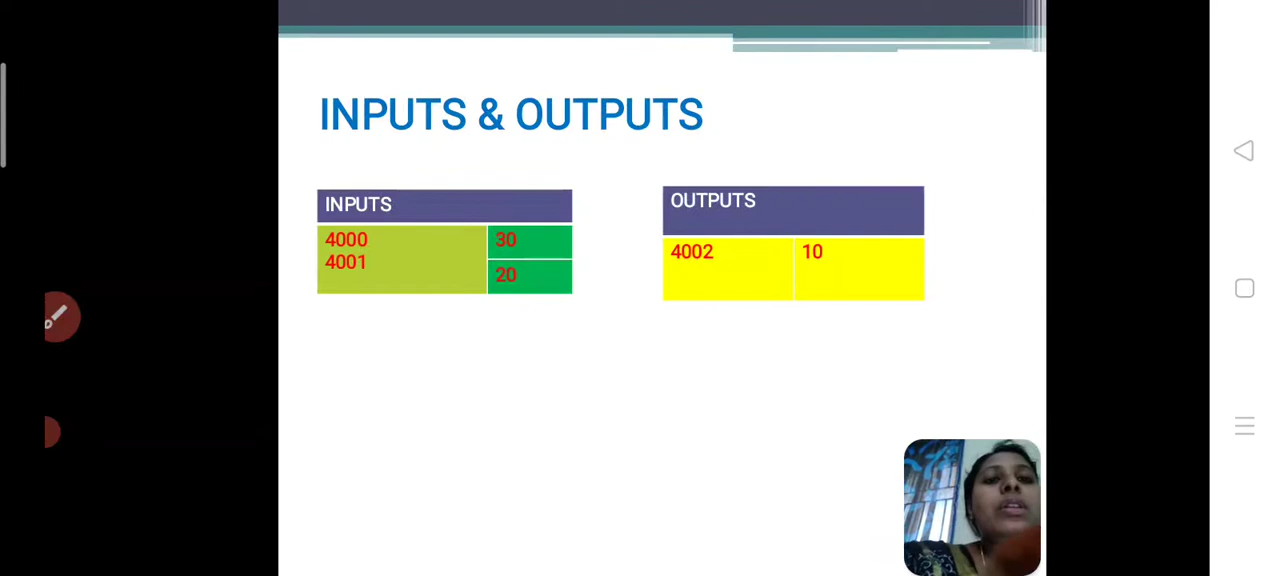 INPUTS & OUTPUTS
INPUTS
4000 30
4001 20
OUTPUTS
4002 10